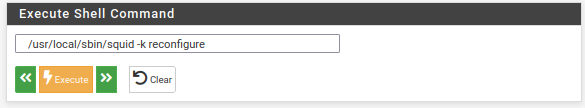 Execute Shell Command
/usr/local/sbin/squid -k reconfigure
Execute Clear